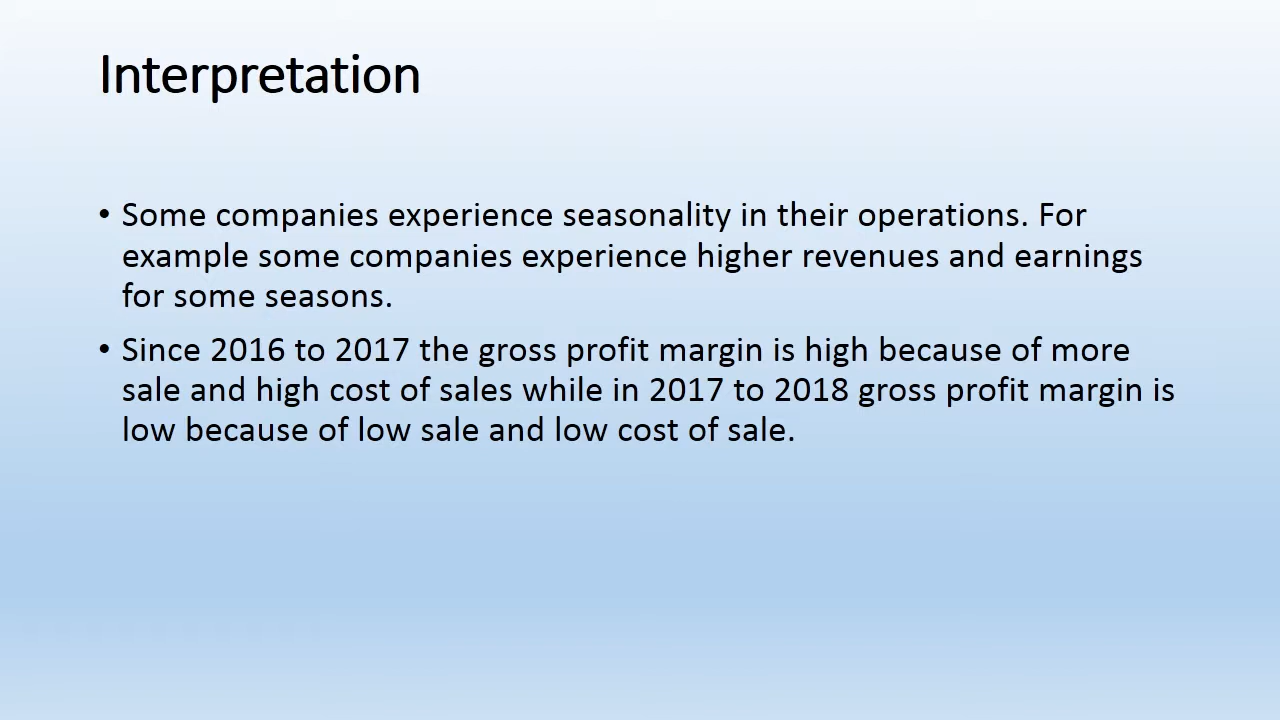 Interpretation
• Some companies experience seasonality in their operations. For
example some companies experience higher revenues and earnings
for some seasons.
• Since 2016 to 2017 the gross profit margin is high because of more
sale and high cost of sales while in 2017 to 2018 gross profit margin is
low because of low sale and low cost of sale.